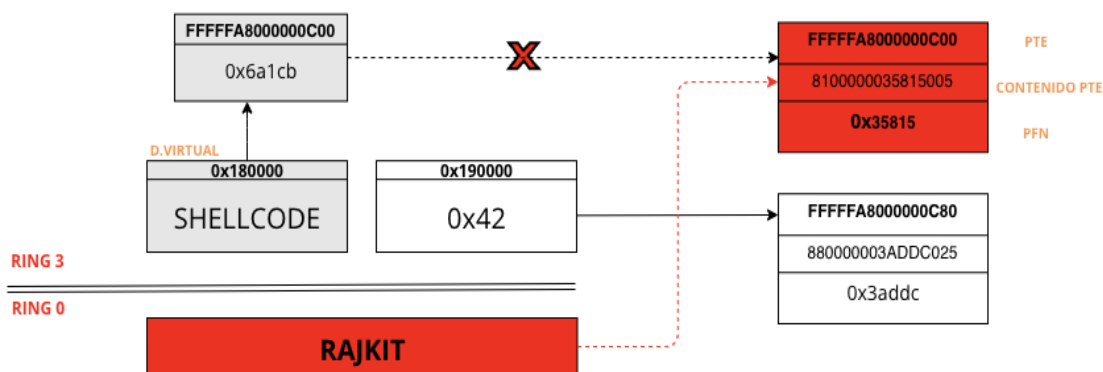 FFFFFA8000000C00
0x6a1cb
X
D.VIRTUAL
0x180000
SHELLCODE
0x190000
0x42
RING 3
RING 0
RAJKIT
FFFFFA8000000C00
PTE
8100000035815005
CONTENIDO PTE
0x35815
PFN
FFFFFA8000000C80
880000003ADDC025
0x3addc